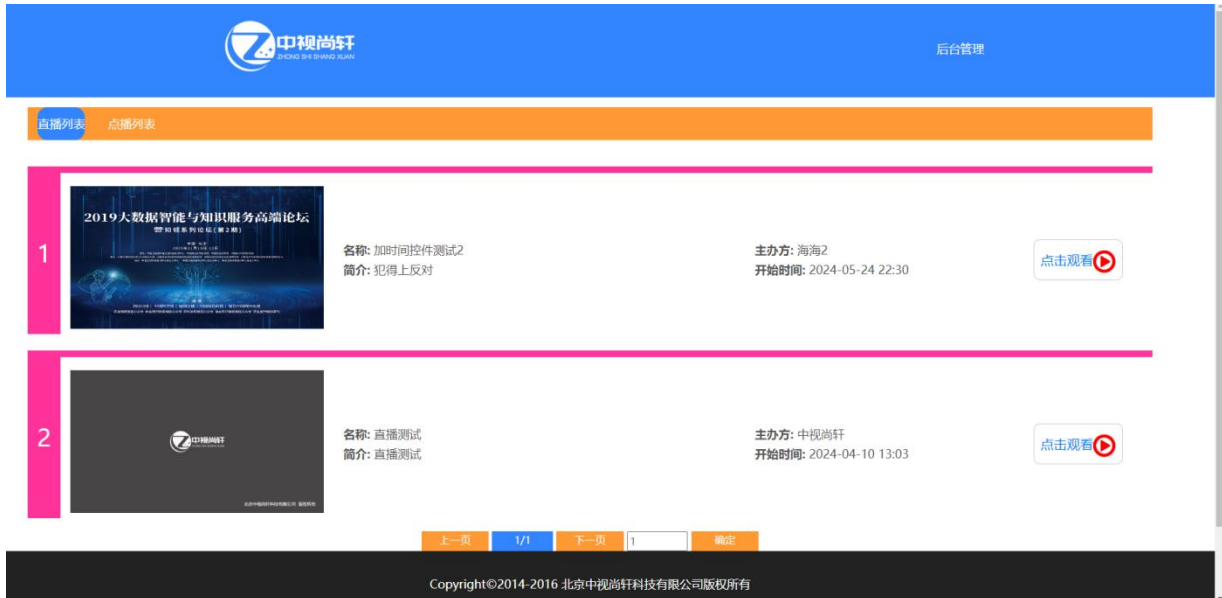 中视尚轩
ZHONG SHI SHANG XUAN
后台管理
直播列表 点播列表
1
2019大数据智能与知识服务高端论坛
名称: 加时间控件测试2
简介: 犯得上反对
主办方: 海海2
开始时间: 2024-05-24 22:30
点击观看
2
中视尚轩
名称: 直播测试
简介: 直播测试
主办方: 中视尚轩
开始时间: 2024-04-10 13:03
点击观看
上一页 1/1 下一页 1 确定
Copyright©2014-2016 北京中视尚轩科技有限公司版权所有